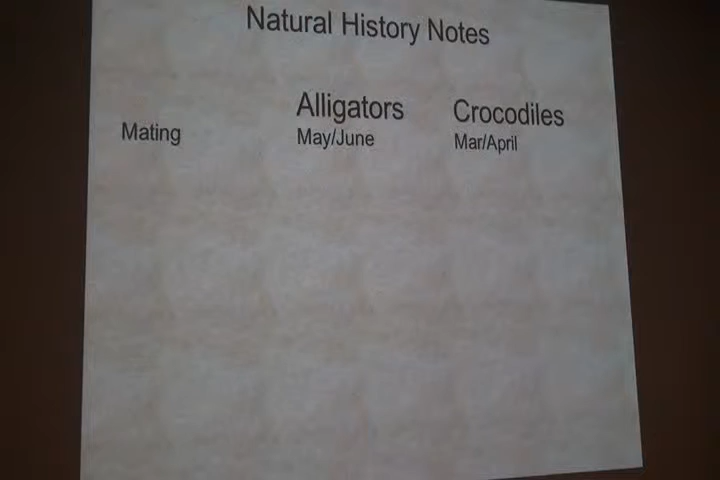 Natural History Notes
Alligators Crocodiles
Mating May/June Mar/April